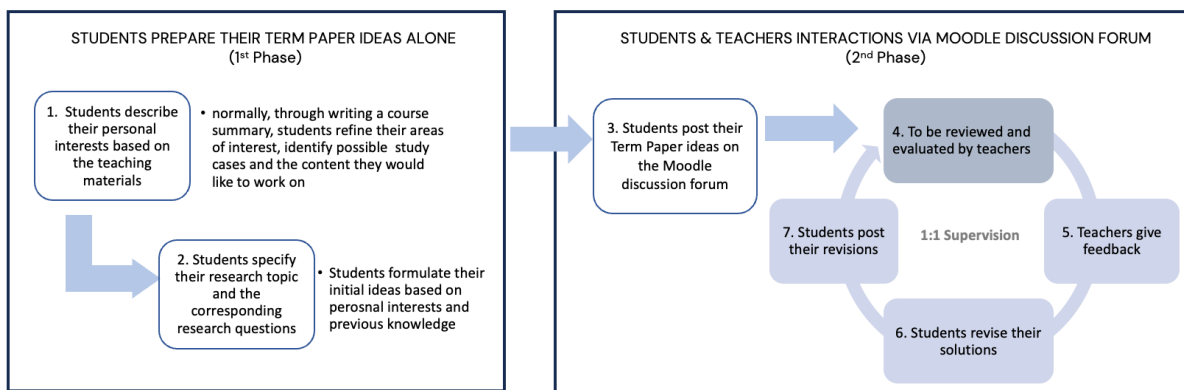 STUDENTS PREPARE THEIR TERM PAPER IDEAS ALONE
(1st Phase)
1. Students describe
their personal
interests based on
the teaching
materials
• normally, through writing a course
summary, students refine their areas
of interest, identify possible study
cases and the content they would
like to work on
2. Students specify
their research topic
and the
corresponding
research questions
• Students formulate their
initial ideas based on
perosnal interests and
previous knowledge
STUDENTS & TEACHERS INTERACTIONS VIA MOODLE DISCUSSION FORUM
(2nd Phase)
3. Students post their
Term Paper ideas on
the Moodle
discussion forum
4. To be reviewed and
evaluated by teachers
5. Teachers give
feedback
6. Students revise their
solutions
7. Students post
their revisions
1:1 Supervision